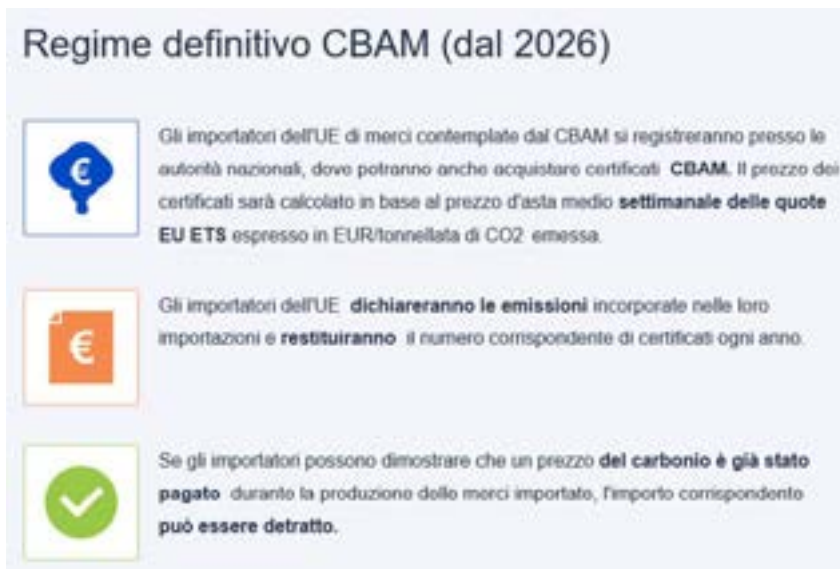 Regime definitivo CBAM (dal 2026)
€
Gli importatori dell'UE di merci contemplate dal CBAM si registreranno presso le
autorità nazionali, dove potranno anche acquistare certificati CBAM. Il prezzo dei
certificati sarà calcolato in base al prezzo d'asta medio settimanale delle quote
EU ETS espresso in EUR/tonnellata di CO2 emessa.
€
Gli importatori dell'UE dichiareranno le emissioni incorporate nelle loro
importazioni e restituiranno il numero corrispondente di certificati ogni anno.
Se gli importatori possono dimostrare che un prezzo del carbonio è già stato
pagato durante la produzione delle merci importate, l'importo corrispondente
può essere detratto.